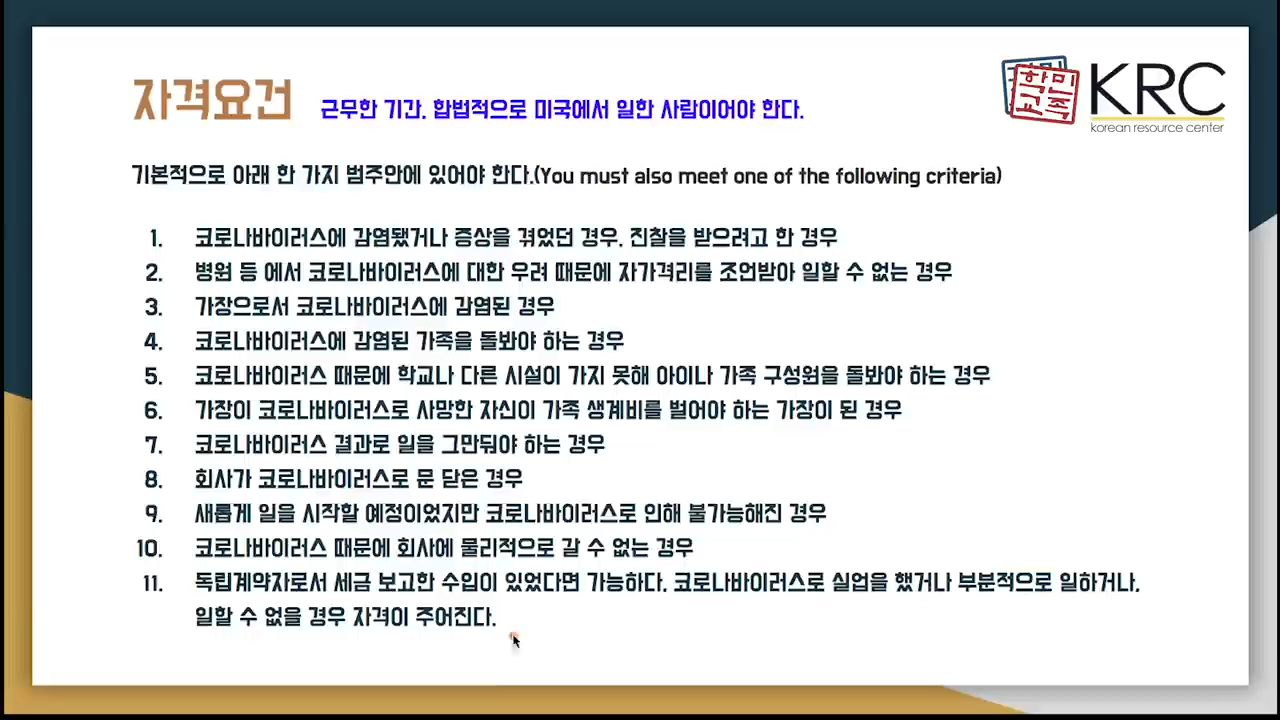 자격요건
근무한 기간, 합법적으로 미국에서 일한 사람이어야 한다.
민족
학교
KRC
korean resource center
기본적으로 아래 한 가지 범주안에 있어야 한다.(You must also meet one of the following criteria)
1. 코로나바이러스에 감염됐거나 증상을 겪었던 경우, 진찰을 받으려고 한 경우
2. 병원 등 에서 코로나바이러스에 대한 우려 때문에 자가격리를 조언받아 일할 수 없는 경우
3. 가장으로서 코로나바이러스에 감염된 경우
4. 코로나바이러스에 감염된 가족을 돌봐야 하는 경우
5. 코로나바이러스 때문에 학교나 다른 시설이 가지 못해 아이나 가족 구성원을 돌봐야 하는 경우
6. 가장이 코로나바이러스로 사망한 자신이 가족 생계비를 벌어야 하는 가장이 된 경우
7. 코로나바이러스 결과로 일을 그만둬야 하는 경우
8. 회사가 코로나바이러스로 문 닫은 경우
9. 새롭게 일을 시작할 예정이었지만 코로나바이러스로 인해 불가능해진 경우
10. 코로나바이러스 때문에 회사에 물리적으로 갈 수 없는 경우
11. 독립계약자로서 세금 보고한 수입이 있었다면 가능하다. 코로나바이러스로 실업을 했거나 부분적으로 일하거나,
일할 수 없을 경우 자격이 주어진다.